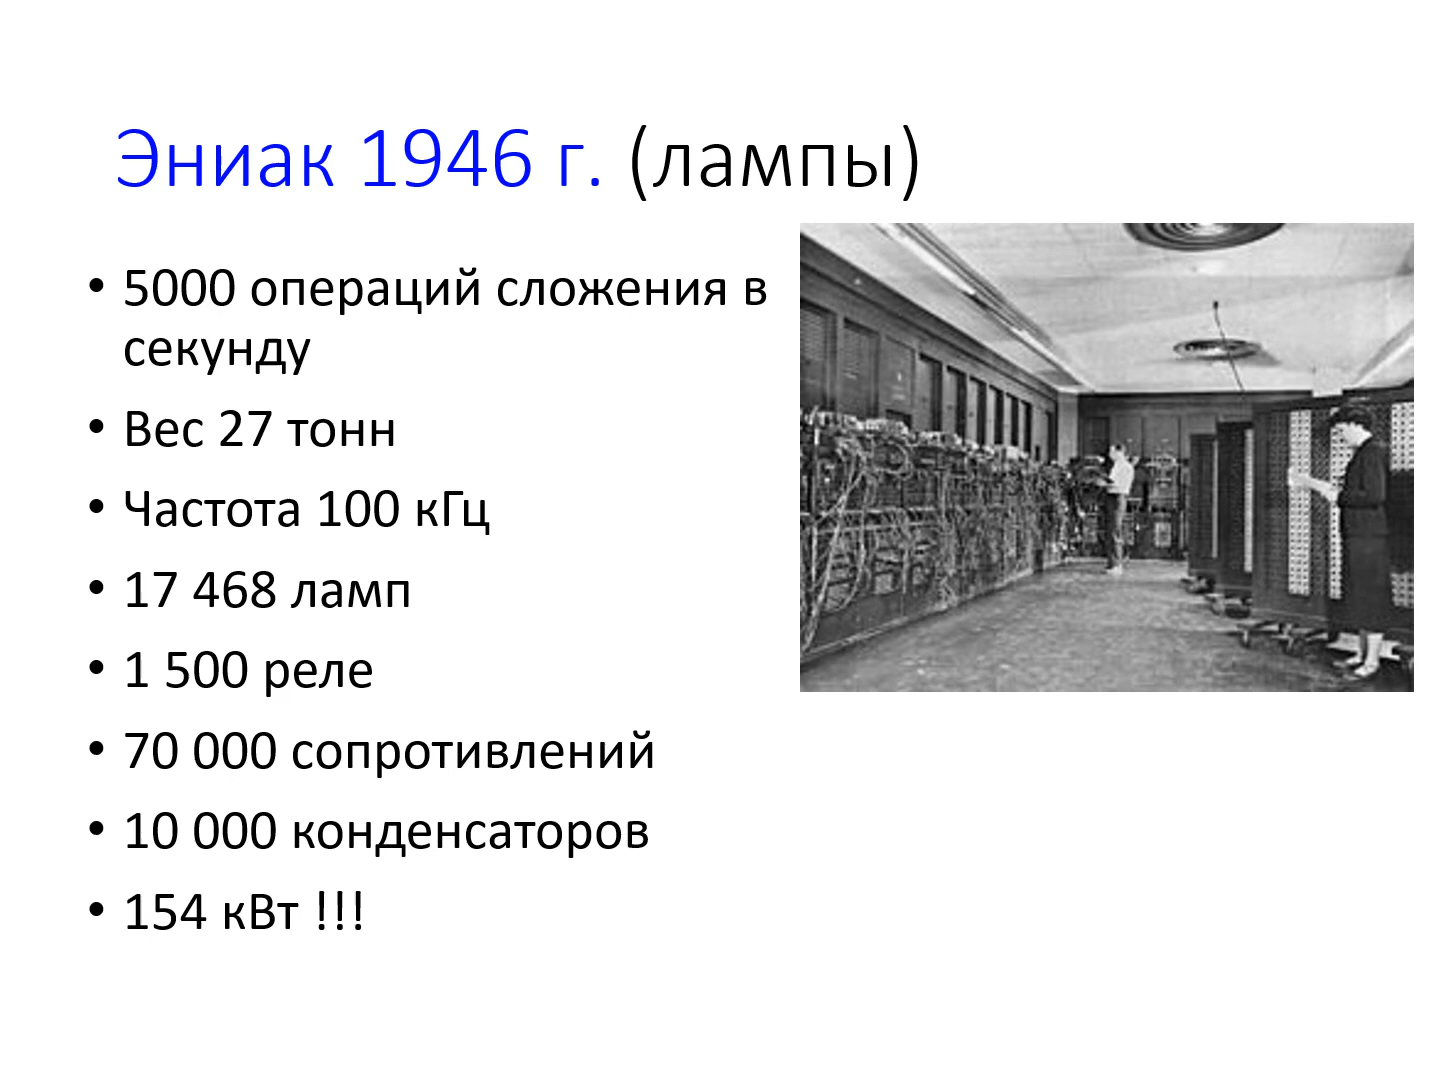 Эниак 1946 г. (лампы)
• 5000 операций сложения в
секунду
• Вес 27 тонн
• Частота 100 кГц
• 17 468 ламп
• 1 500 реле
• 70 000 сопротивлений
• 10 000 конденсаторов
• 154 кВт !!!